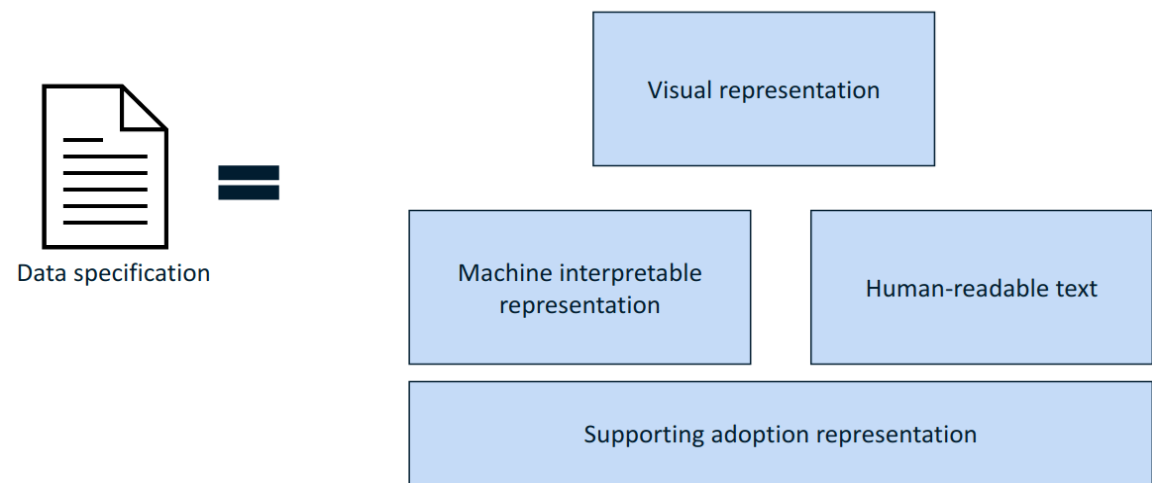 Visual representation
Data specification
Machine interpretable
representation
Human-readable text
Supporting adoption representation